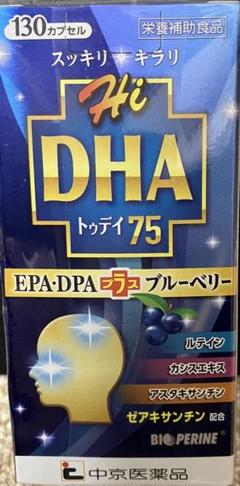 130カプセル
栄養補助食品
スッキリ キラリ
Hi
DHA
トゥデイ 75
EPA・DPA プラス ブルーベリー
ルテイン
カシスエキス
アスタキサンチン
ゼアキサンチン 配合
BIOPERINE®
中京医薬品